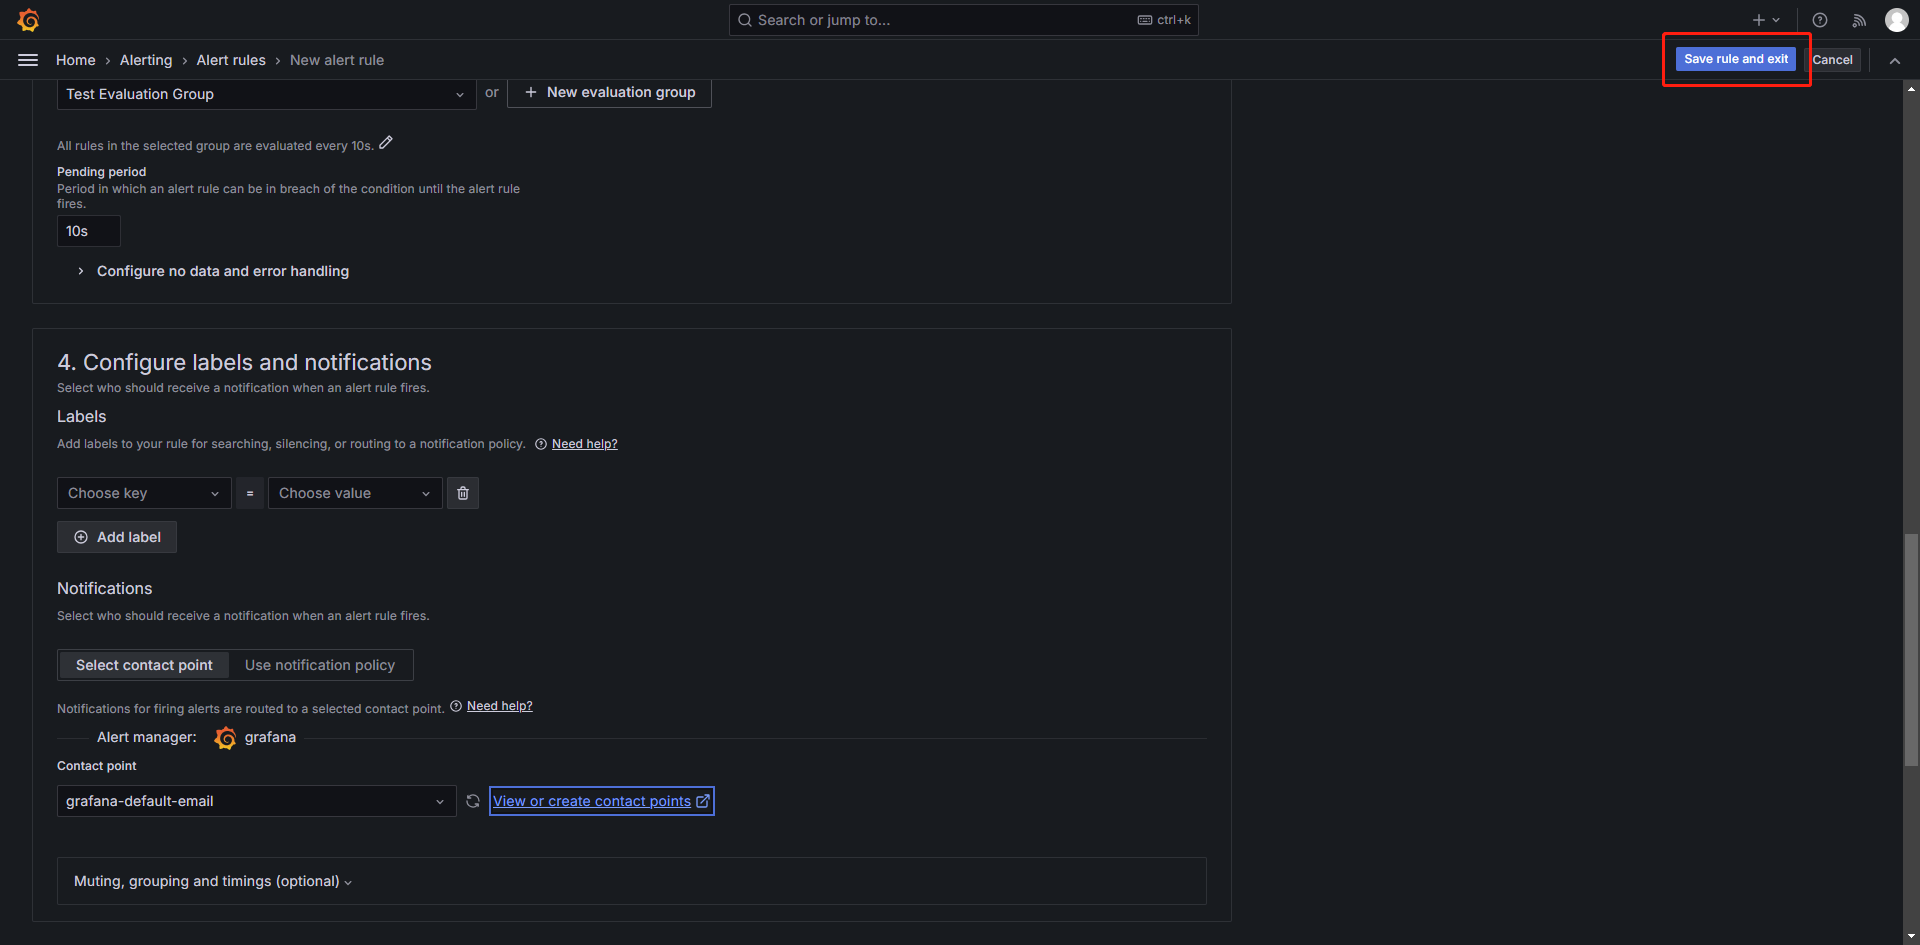 Search or jump to...
ctrl+k
Home › Alerting › Alert rules › New alert rule
Save rule and exit
Cancel
Test Evaluation Group
or
+ New evaluation group
All rules in the selected group are evaluated every 10s.
Pending period
Period in which an alert rule can be in breach of the condition until the alert rule
fires.
10s
Configure no data and error handling
4. Configure labels and notifications
Select who should receive a notification when an alert rule fires.
Labels
Add labels to your rule for searching, silencing, or routing to a notification policy. Need help?
Choose key = Choose value
Add label
Notifications
Select who should receive a notification when an alert rule fires.
Select contact point Use notification policy
Notifications for firing alerts are routed to a selected contact point. Need help?
Alert manager: grafana
Contact point
grafana-default-email
View or create contact points
Muting, grouping and timings (optional)